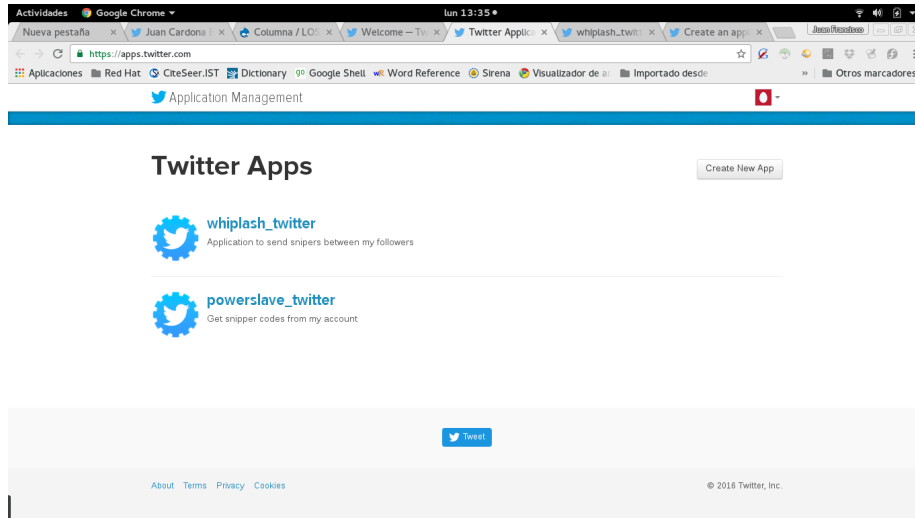 Actividades Google Chrome lun 13:35
Nueva pestaña Juan Cardona Columna / LOS Welcome — Tw Twitter Applica whiplash_twitt Create an appl Juan Francisco
https://apps.twitter.com
Aplicaciones Red Hat CiteSeer.IST Dictionary Google Shell Word Reference Sirena Visualizador de ar Importado desde » Otros marcadores
Application Management
Twitter Apps
Create New App
whiplash_twitter
Application to send snipers between my followers
powerslave_twitter
Get snipper codes from my account
Tweet
About Terms Privacy Cookies
© 2016 Twitter, Inc.